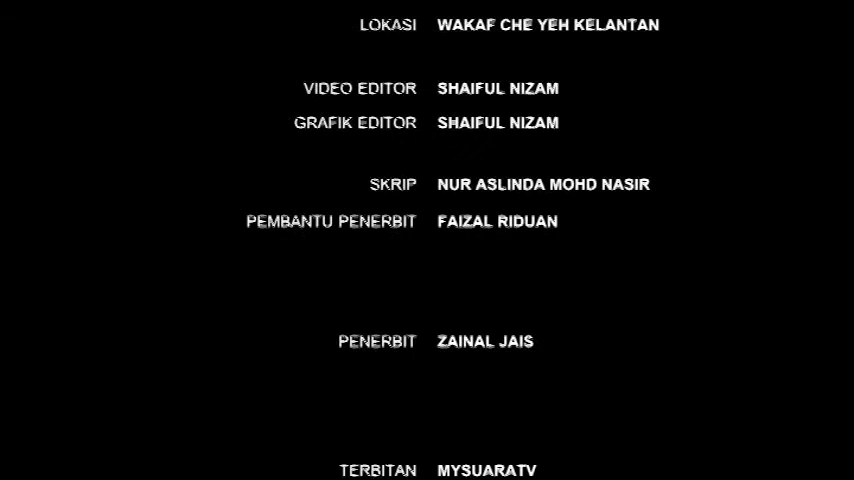 LOKASI WAKAF CHE YEH KELANTAN
VIDEO EDITOR SHAIFUL NIZAM
GRAFIK EDITOR SHAIFUL NIZAM
SKRIP NUR ASLINDA MOHD NASIR
PEMBANTU PENERBIT FAIZAL RIDUAN
PENERBIT ZAINAL JAIS
TERBITAN MYSUARATV